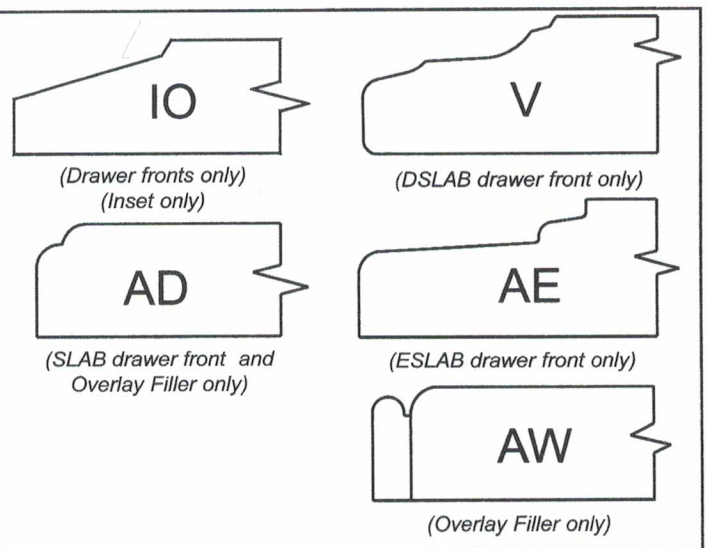 IO
(Drawer fronts only)
(Inset only)
V
(DSLAB drawer front only)
AD
(SLAB drawer front and
Overlay Filler only)
AE
(ESLAB drawer front only)
AW
(Overlay Filler only)